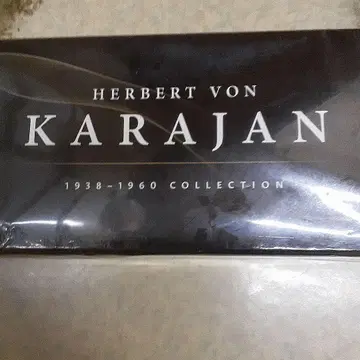 HERBERT VON
KARAJAN
1938–1960 COLLECTION